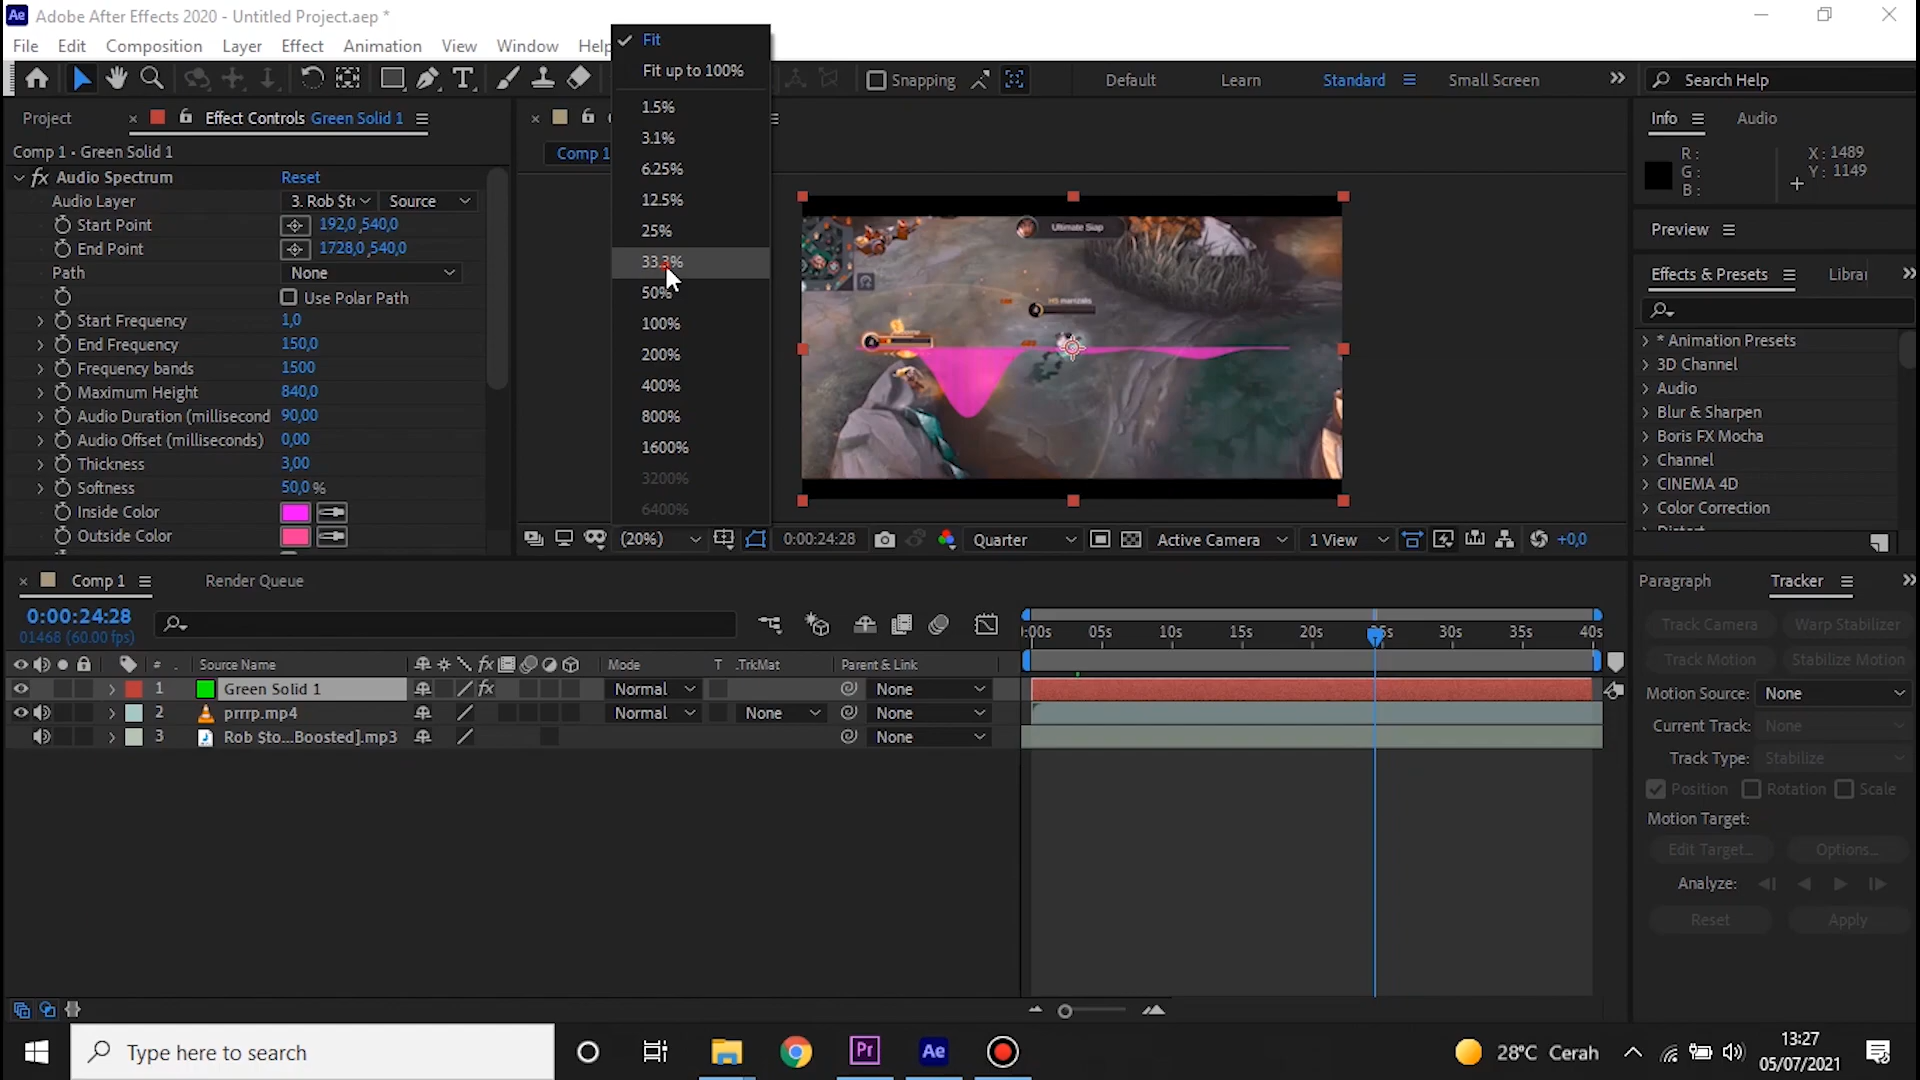 Adobe After Effects 2020 - Untitled Project.aep *
File Edit Composition Layer Effect Animation View Window Help
Snapping Default Learn Standard Small Screen Search Help
Project Effect Controls Green Solid 1
Comp 1 • Green Solid 1
Audio Spectrum Reset
Audio Layer 3. Rob $t Source
Start Point 192,0 ,540,0
End Point 1728,0 ,540,0
Path None
Use Polar Path
Start Frequency 1,0
End Frequency 150,0
Frequency bands 1500
Maximum Height 840,0
Audio Duration (millisecond 90,00
Audio Offset (milliseconds) 0,00
Thickness 3,00
Softness 50,0 %
Inside Color
Outside Color
Comp 1
Fit
Fit up to 100%
1.5%
3.1%
6.25%
12.5%
25%
33.3%
50%
100%
200%
400%
800%
1600%
3200%
6400%
Ultimate Siap
(20%) 0:00:24:28 Quarter Active Camera 1 View +0,0
Info Audio
R: X: 1489
G: Y: 1149
B:
Preview
Effects & Presets Librar
* Animation Presets
3D Channel
Audio
Blur & Sharpen
Boris FX Mocha
Channel
CINEMA 4D
Color Correction
Distort
Comp 1 Render Queue
0:00:24:28
01468 (60.00 fps)
:00s 05s 10s 15s 20s 25s 30s 35s 40s
# Source Name Mode T .TrkMat Parent & Link
1 Green Solid 1 Normal None
2 prrrp.mp4 Normal None None
3 Rob $to...Boosted].mp3 None
Paragraph Tracker
Track Camera Warp Stabilizer
Track Motion Stabilize Motion
Motion Source: None
Current Track: None
Track Type: Stabilize
Position Rotation Scale
Motion Target:
Edit Target... Options...
Analyze:
Reset Apply
Type here to search
Pr Ae
28°C Cerah
13:27
05/07/2021